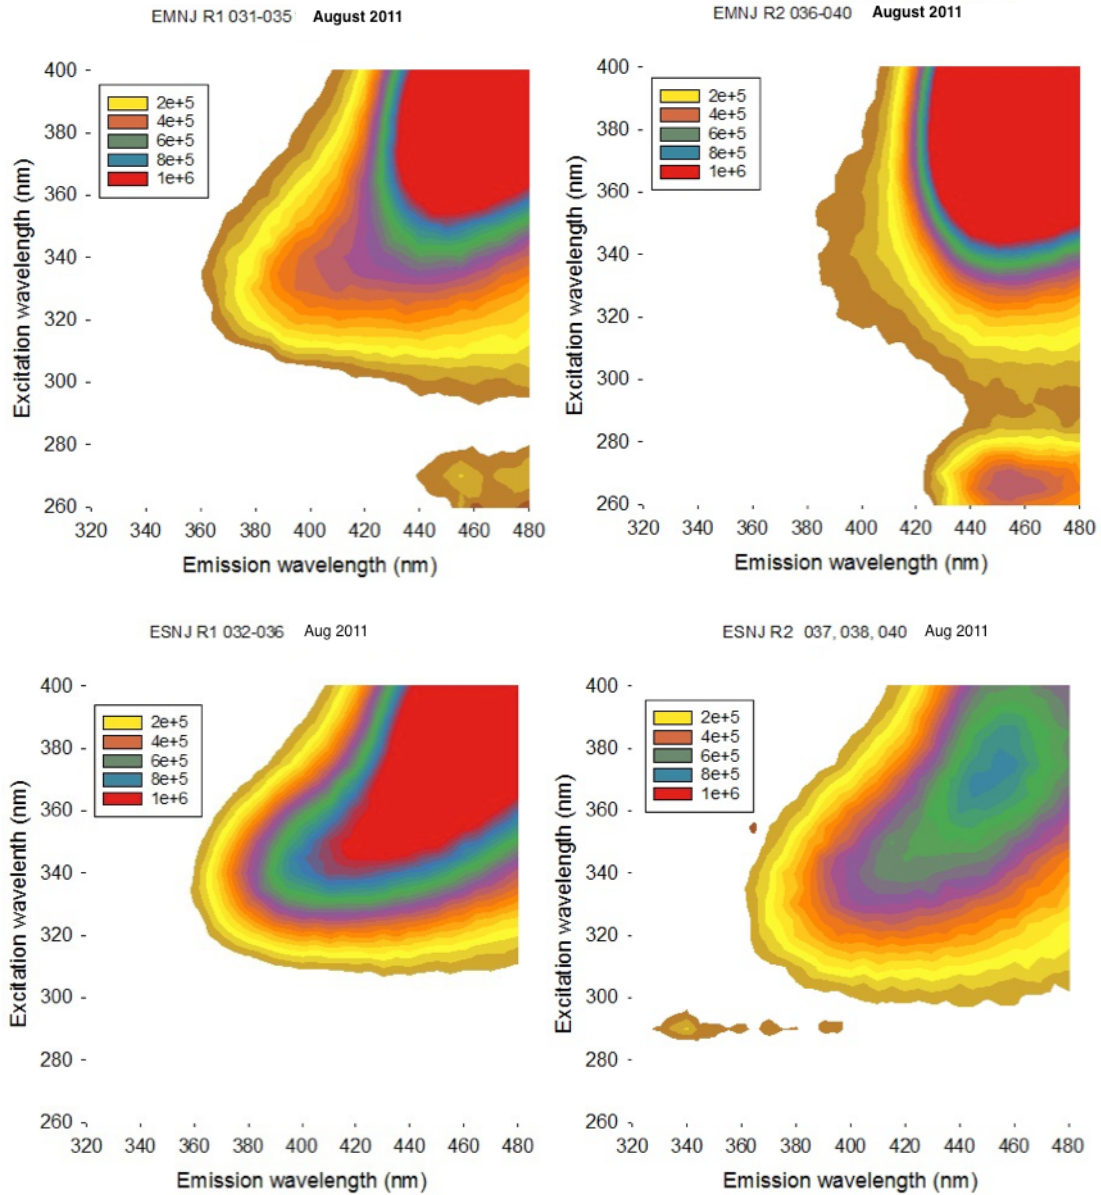 EMNJ R1 031-035 August 2011
400
380
360
340
320
300
280
260
2e+5
4e+5
6e+5
8e+5
1e+6
Excitation wavelength (nm)
320 340 360 380 400 420 440 460 480
Emission wavelength (nm)
EMNJ R2 036-040 August 2011
400
380
360
340
320
300
280
260
2e+5
4e+5
6e+5
8e+5
1e+6
Excitation wavelength (nm)
320 340 360 380 400 420 440 460 480
Emission wavelength (nm)
ESNJ R1 032-036 Aug 2011
400
380
360
340
320
300
280
260
2e+5
4e+5
6e+5
8e+5
1e+6
Excitation wavelenth (nm)
320 340 360 380 400 420 440 460 480
Emission wavelength (nm)
ESNJ R2 037, 038, 040 Aug 2011
400
380
360
340
320
300
280
260
2e+5
4e+5
6e+5
8e+5
1e+6
Excitation wavelength (nm)
320 340 360 380 400 420 440 460 480
Emission wavelength (nm)